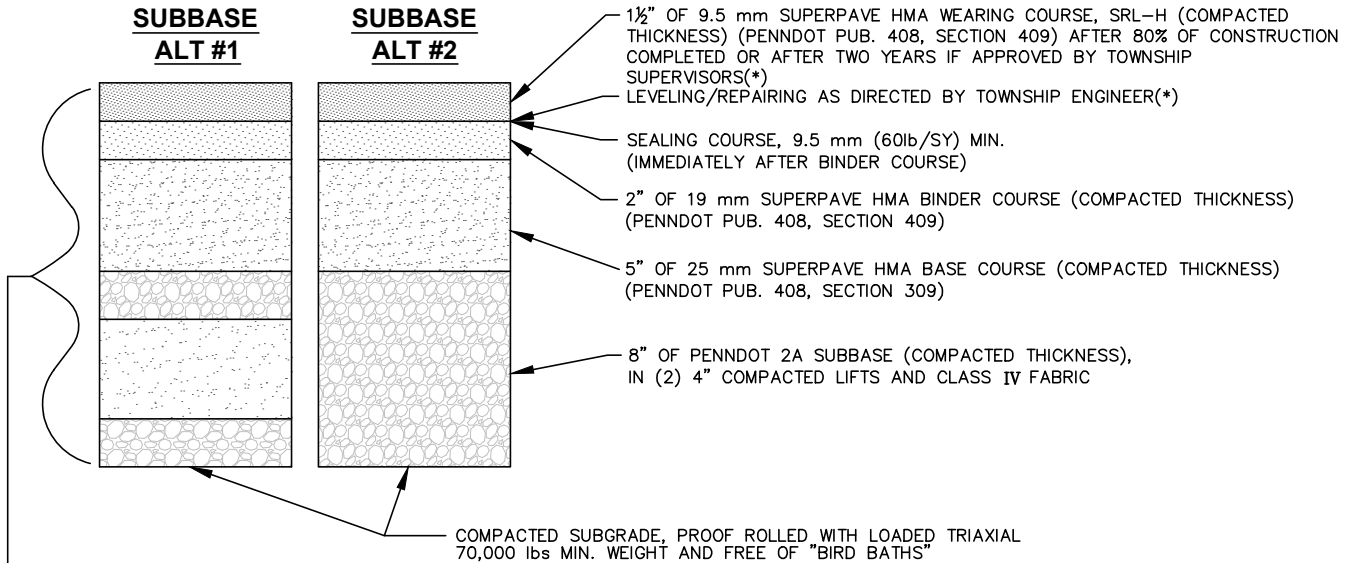 SUBBASE
ALT #1
SUBBASE
ALT #2
1½" OF 9.5 mm SUPERPAVE HMA WEARING COURSE, SRL-H (COMPACTED
THICKNESS) (PENNDOT PUB. 408, SECTION 409) AFTER 80% OF CONSTRUCTION
COMPLETED OR AFTER TWO YEARS IF APPROVED BY TOWNSHIP
SUPERVISORS(*)
LEVELING/REPAIRING AS DIRECTED BY TOWNSHIP ENGINEER(*)
SEALING COURSE, 9.5 mm (60lb/SY) MIN.
(IMMEDIATELY AFTER BINDER COURSE)
2" OF 19 mm SUPERPAVE HMA BINDER COURSE (COMPACTED THICKNESS)
(PENNDOT PUB. 408, SECTION 409)
5" OF 25 mm SUPERPAVE HMA BASE COURSE (COMPACTED THICKNESS)
(PENNDOT PUB. 408, SECTION 309)
8" OF PENNDOT 2A SUBBASE (COMPACTED THICKNESS),
IN (2) 4" COMPACTED LIFTS AND CLASS IV FABRIC
COMPACTED SUBGRADE, PROOF ROLLED WITH LOADED TRIAXIAL
70,000 lbs MIN. WEIGHT AND FREE OF "BIRD BATHS"